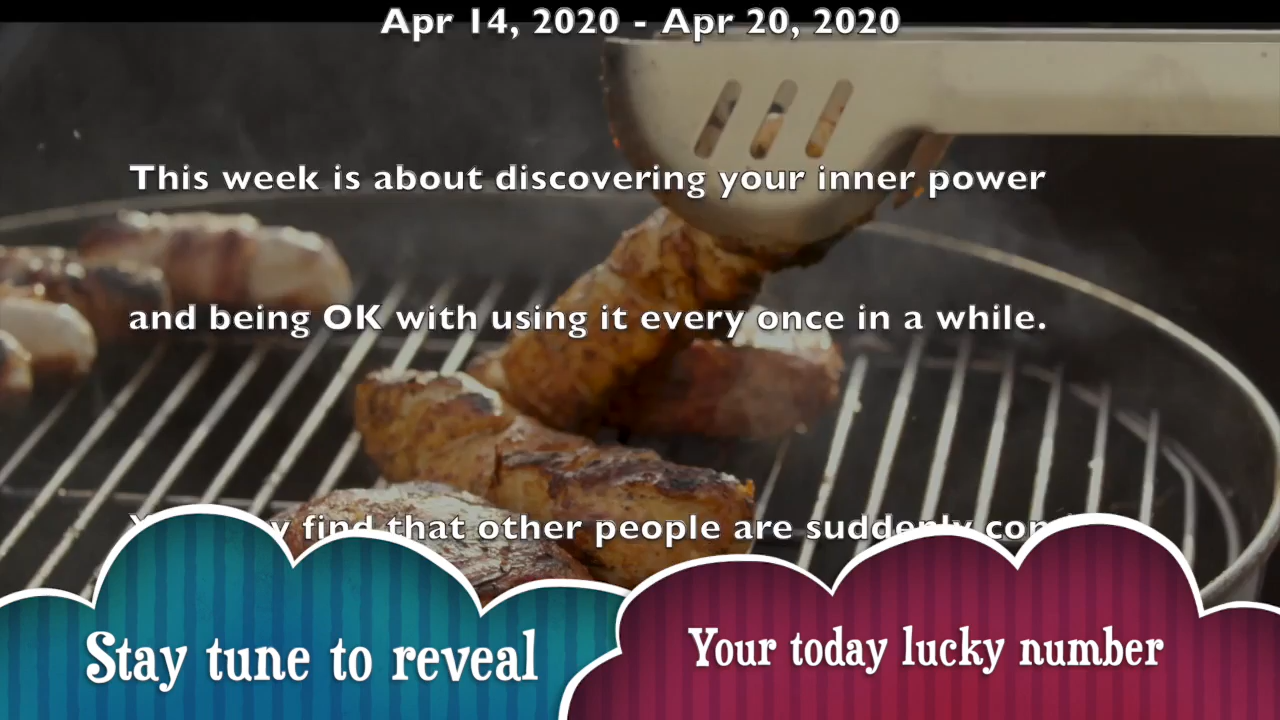 Apr 14, 2020 - Apr 20, 2020
This week is about discovering your inner power
and being OK with using it every once in a while.
find that other people are suddenly
Stay tune to reveal
Your today lucky number